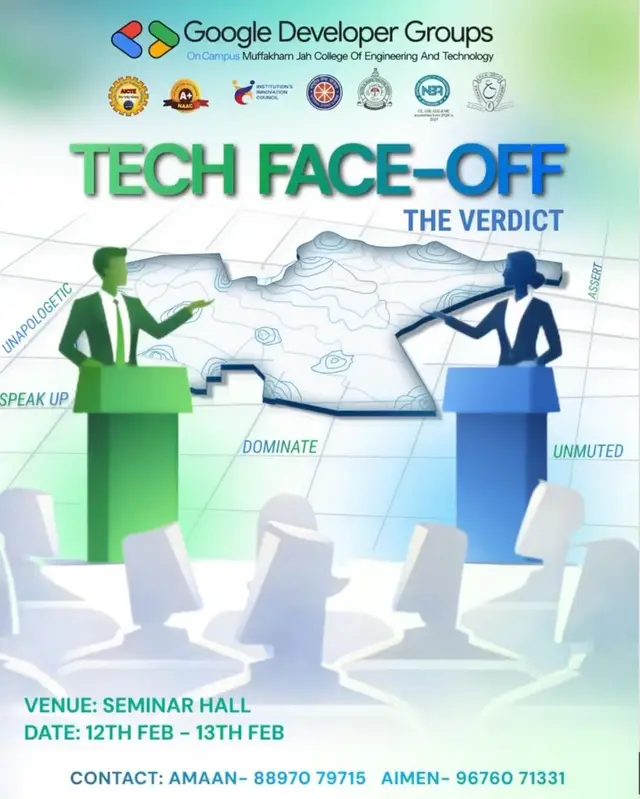 Google Developer Groups
On Campus Muffakham Jah College Of Engineering And Technology
AICTE
A+
NAAC
INSTITUTION'S
INNOVATION
COUNCIL
NBA
TECH FACE-OFF
THE VERDICT
UNAPOLOGETIC
ASSERT
SPEAK UP
DOMINATE
UNMUTED
VENUE: SEMINAR HALL
DATE: 12TH FEB - 13TH FEB
CONTACT: AMAAN- 88970 79715 AIMEN- 96760 71331